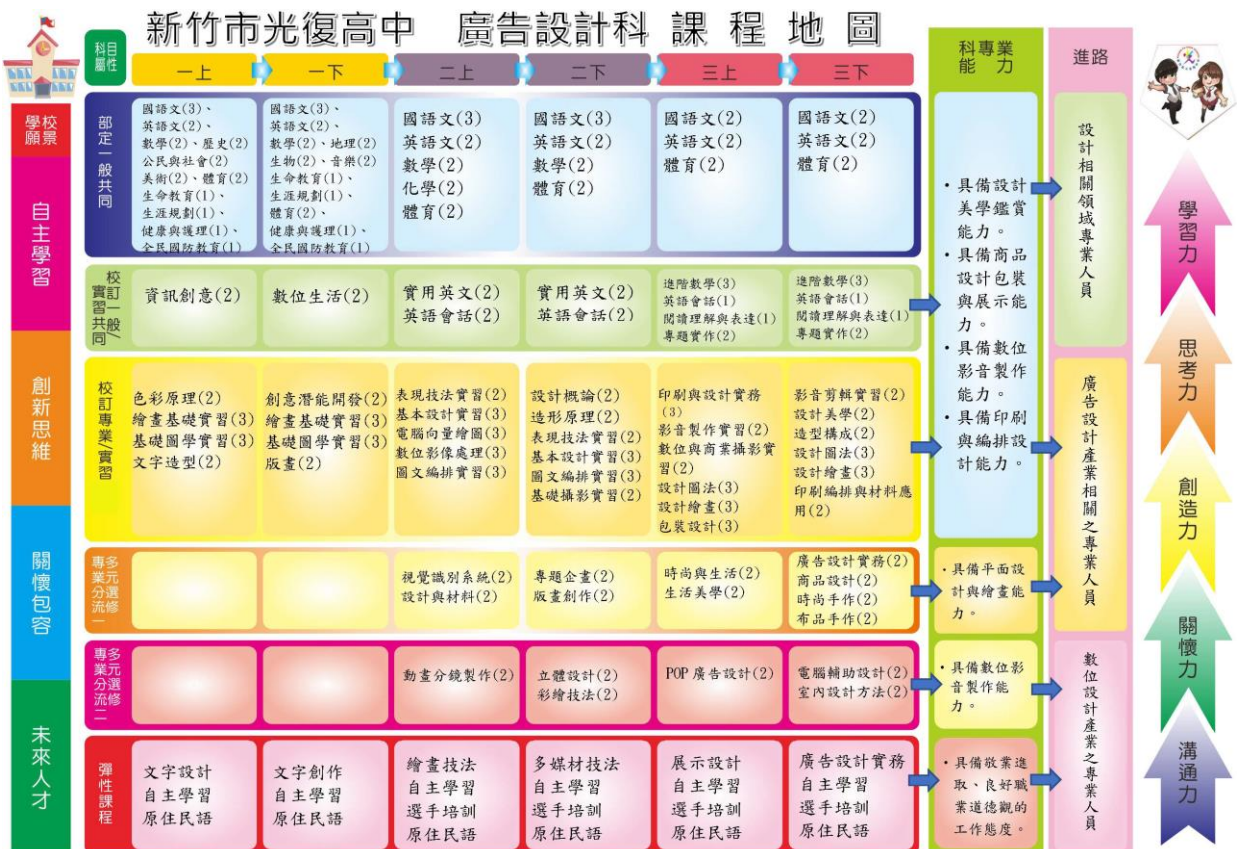 新竹市光復高中 廣告設計科 課程地圖
科目
屬性
一上
一下
二上
二下
三上
三下
科專業
能力
進路
學校
願景
自主學習
創新思維
關懷包容
未來人才
部定一般共同
國語文(3)、
英語文(2)、
數學(2)、歷史(2)
公民與社會(2)
美術(2)、體育(2)
生命教育(1)、
生涯規劃(1)、
健康與護理(1)、
全民國防教育(1)
國語文(3)、
英語文(2)、
數學(2)、地理(2)
生物(2)、音樂(2)
生命教育(1)、
生涯規劃(1)、
體育(2)、
健康與護理(1)、
全民國防教育(1)
國語文(3)
英語文(2)
數學(2)
化學(2)
體育(2)
國語文(3)
英語文(2)
數學(2)
體育(2)
國語文(2)
英語文(2)
體育(2)
國語文(2)
英語文(2)
體育(2)
校訂一般/
實習共同
資訊創意(2)
數位生活(2)
實用英文(2)
英語會話(2)
實用英文(2)
英語會話(2)
進階數學(3)
英語會話(1)
閱讀理解與表達(1)
專題實作(2)
進階數學(3)
英語會話(1)
閱讀理解與表達(1)
專題實作(2)
校訂專業/實習
色彩原理(2)
繪畫基礎實習(3)
基礎圖學實習(3)
文字造型(2)
創意潛能開發(2)
繪畫基礎實習(3)
基礎圖學實習(3)
版畫(2)
表現技法實習(2)
基本設計實習(3)
電腦向量繪圖(3)
數位影像處理(3)
圖文編排實習(3)
設計概論(2)
造形原理(2)
表現技法實習(2)
基本設計實習(3)
圖文編排實習(3)
基礎攝影實習(2)
印刷與設計實務
(3)
影音製作實習(2)
數位與商業攝影實
習(2)
設計圖法(3)
設計繪畫(3)
包裝設計(3)
影音剪輯實習(2)
設計美學(2)
造型構成(2)
設計圖法(3)
設計繪畫(3)
印刷編排與材料應
用(2)
多元選修
專業分流一
視覺識別系統(2)
設計與材料(2)
專題企畫(2)
版畫創作(2)
時尚與生活(2)
生活美學(2)
廣告設計實務(2)
商品設計(2)
時尚手作(2)
布品手作(2)
多元選修
專業分流二
動畫分鏡製作(2)
立體設計(2)
彩繪技法(2)
POP 廣告設計(2)
電腦輔助設計(2)
室內設計方法(2)
彈性課程
文字設計
自主學習
原住民語
文字創作
自主學習
原住民語
繪畫技法
自主學習
選手培訓
原住民語
多媒材技法
自主學習
選手培訓
原住民語
展示設計
自主學習
選手培訓
原住民語
廣告設計實務
自主學習
選手培訓
原住民語
•具備設計
美學鑑賞
能力。
•具備商品
設計包裝
與展示能
力。
•具備數位
影音製作
能力。
•具備印刷
與編排設
計能力。
•具備平面設
計與繪畫能
力。
•具備數位影
音製作能
力。
•具備敬業進
取、良好職
業道德觀的
工作態度。
設計相關領域專業人員
廣告設計產業相關之專業人員
數位設計產業之專業人員
學習力
思考力
創造力
關懷力
溝通力